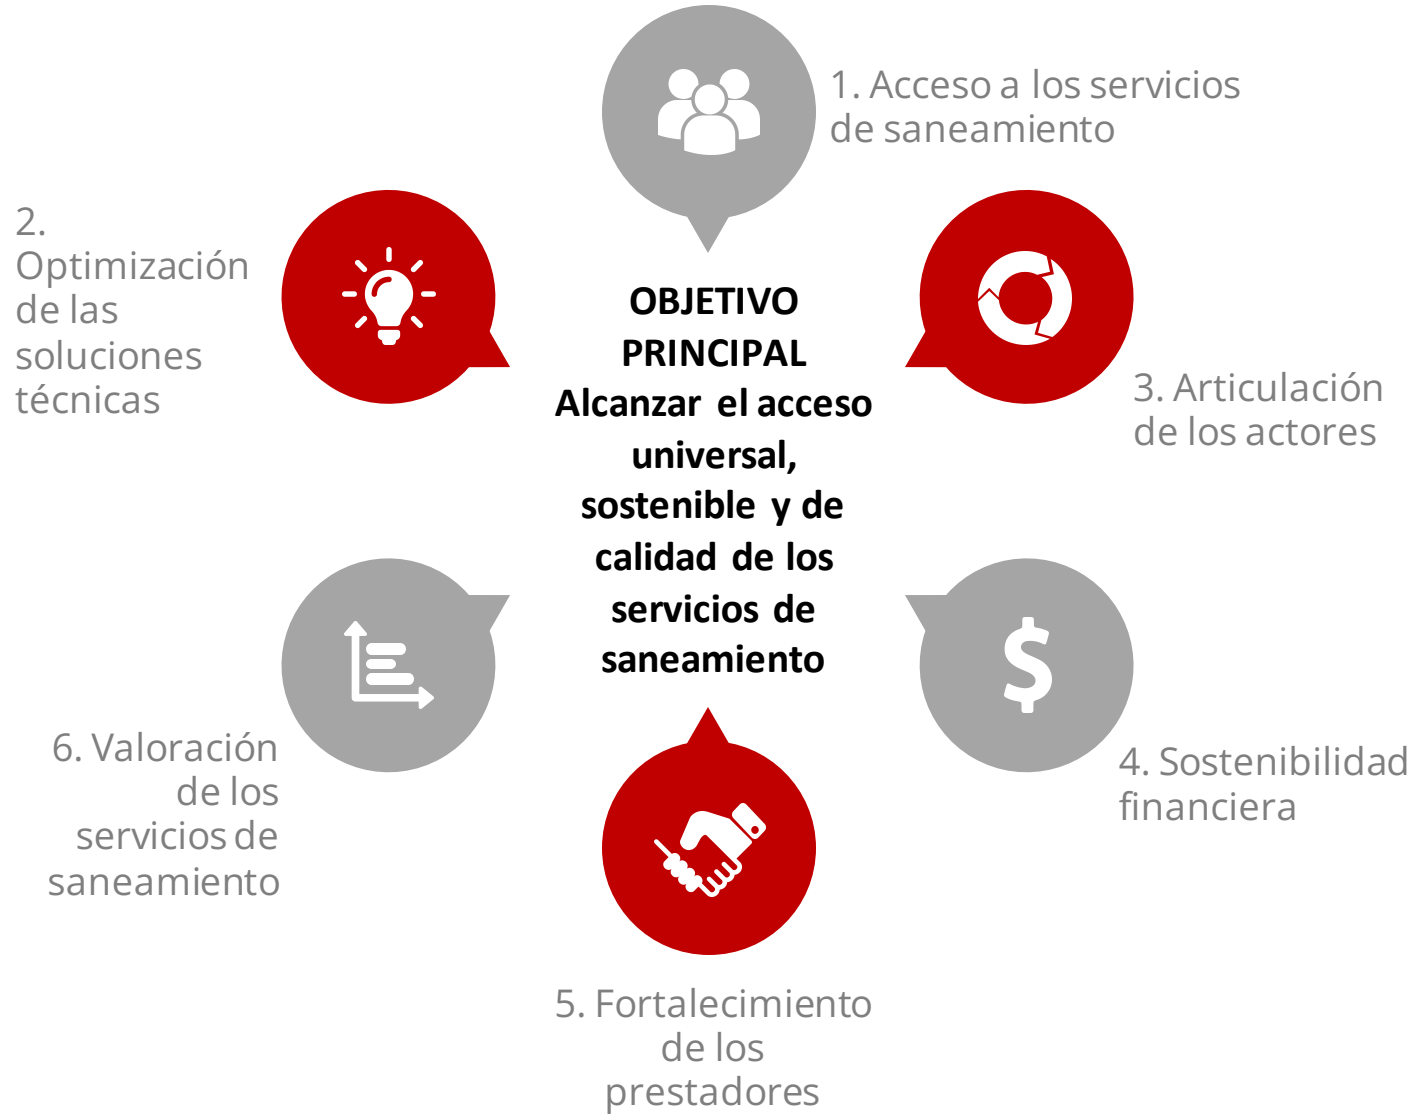 1. Acceso a los servicios
de saneamiento
2.
Optimización
de las
soluciones
técnicas
OBJETIVO
PRINCIPAL
Alcanzar el acceso
universal,
sostenible y de
calidad de los
servicios de
saneamiento
3. Articulación
de los actores
4. Sostenibilidad
financiera
5. Fortalecimiento
de los
prestadores
6. Valoración
de los
servicios de
saneamiento
$